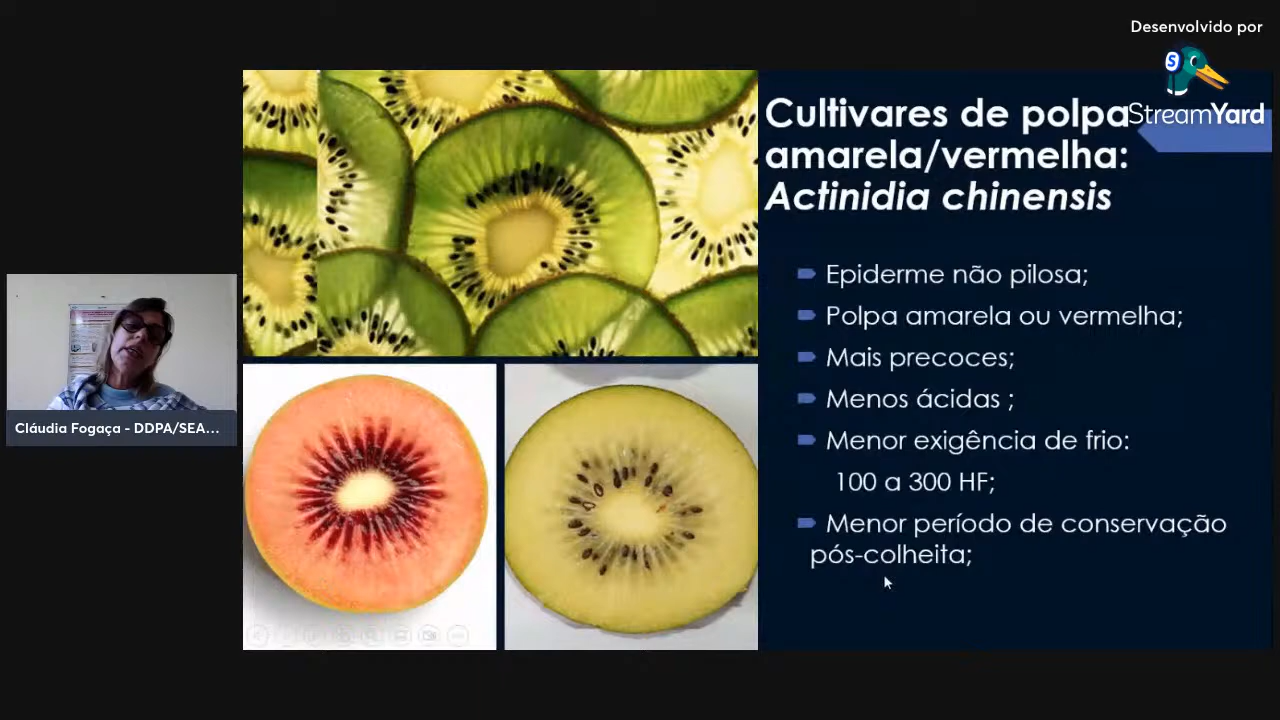 Desenvolvido por
StreamYard
Cultivares de polpa
amarela/vermelha:
Actinidia chinensis
Epiderme não pilosa;
Polpa amarela ou vermelha;
Mais precoces;
Menos ácidas ;
Menor exigência de frio:
100 a 300 HF;
Menor período de conservação
pós-colheita;
Cláudia Fogaça - DDPA/SEA...